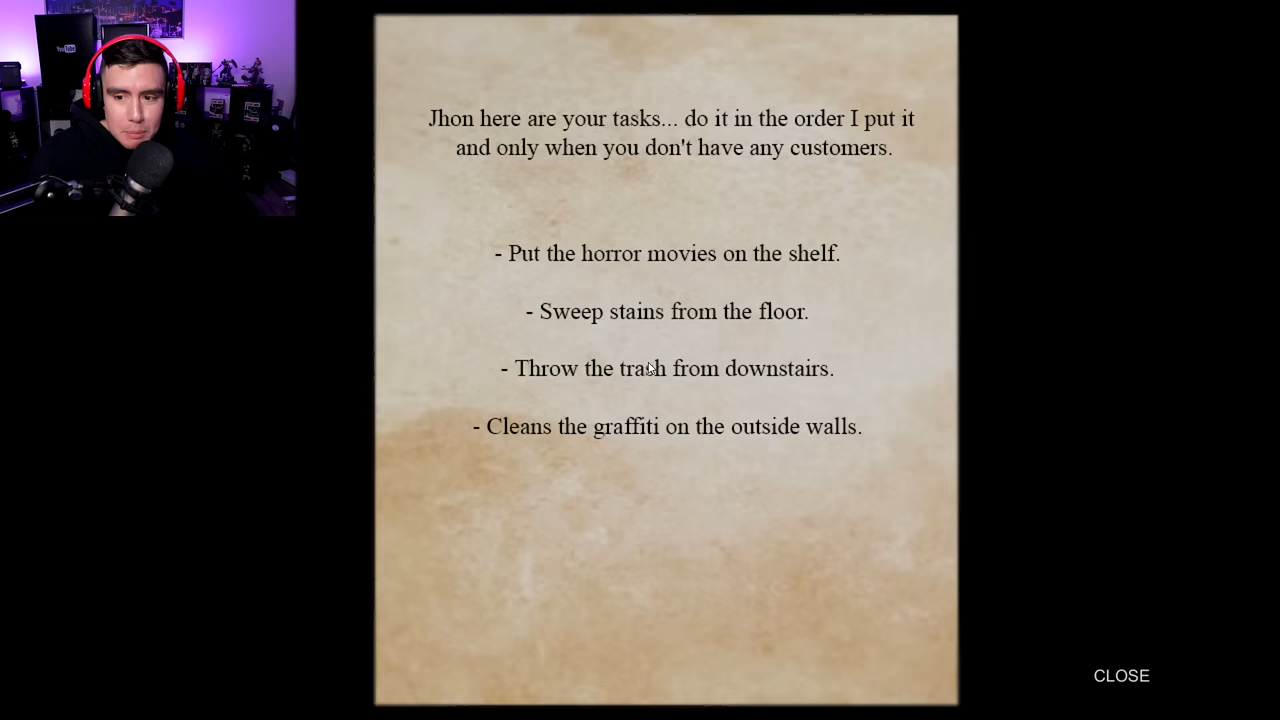 YouTube
Jhon here are your tasks... do it in the order I put it
and only when you don't have any customers.
- Put the horror movies on the shelf.
- Sweep stains from the floor.
- Throw the trash from downstairs.
- Cleans the graffiti on the outside walls.
CLOSE